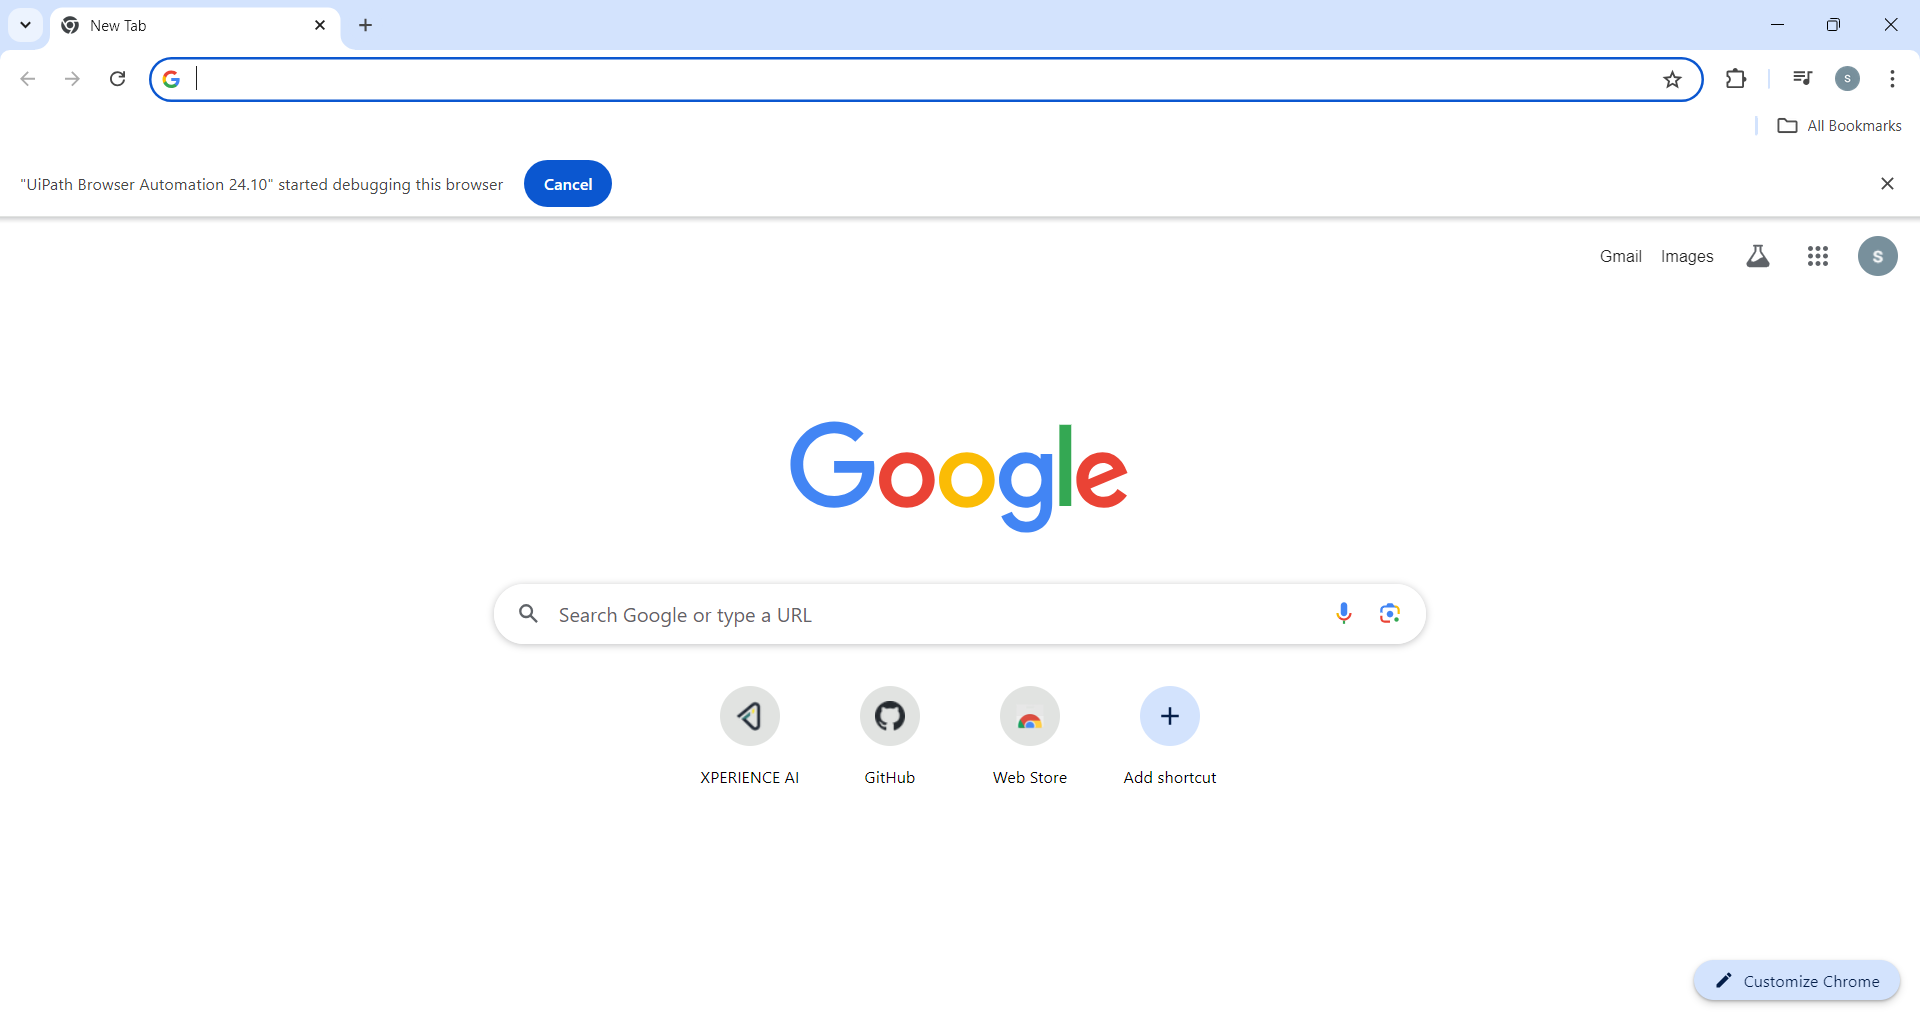 New Tab
All Bookmarks
"UiPath Browser Automation 24.10" started debugging this browser
Cancel
Gmail
Images
S
S
Google
Search Google or type a URL
XPERIENCE AI
GitHub
Web Store
Add shortcut
Customize Chrome